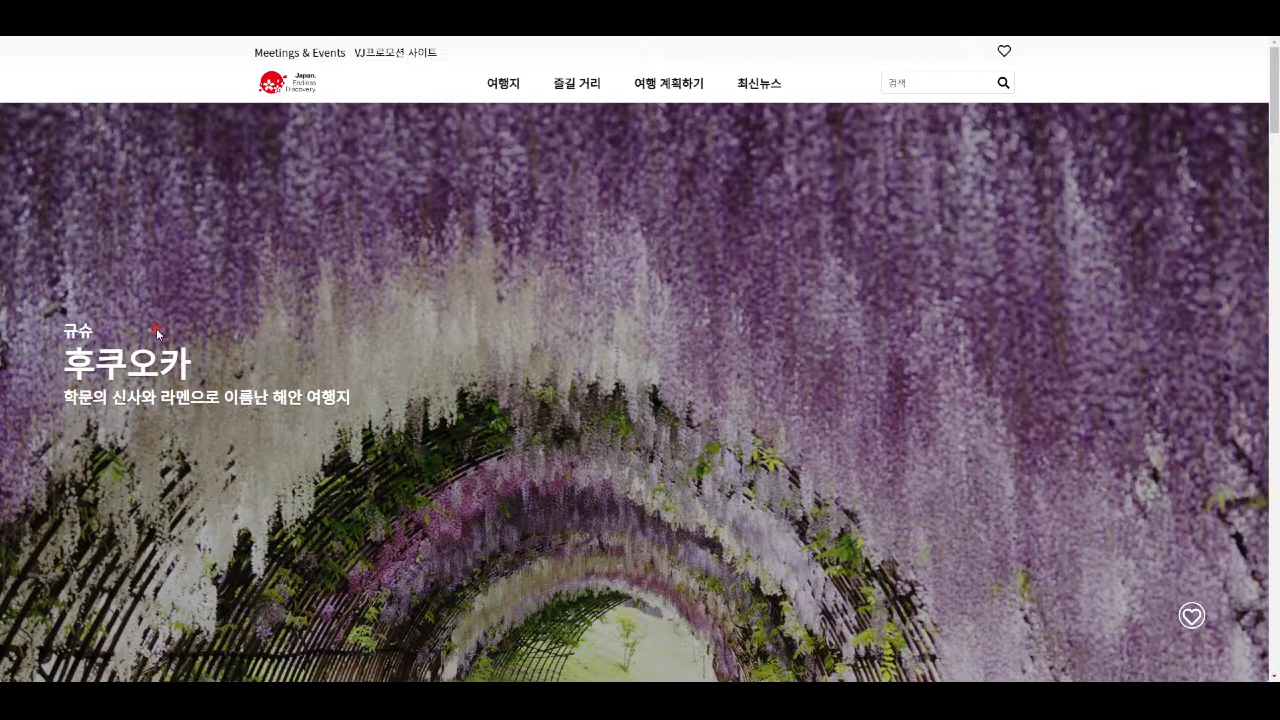 Meetings & Events VJ프로모션 사이트
Japan.
Endless
Discovery.
여행지 즐길 거리 여행 계획하기 최신뉴스 검색
규슈
후쿠오카
학문의 신사와 라멘으로 이름난 해안 여행지